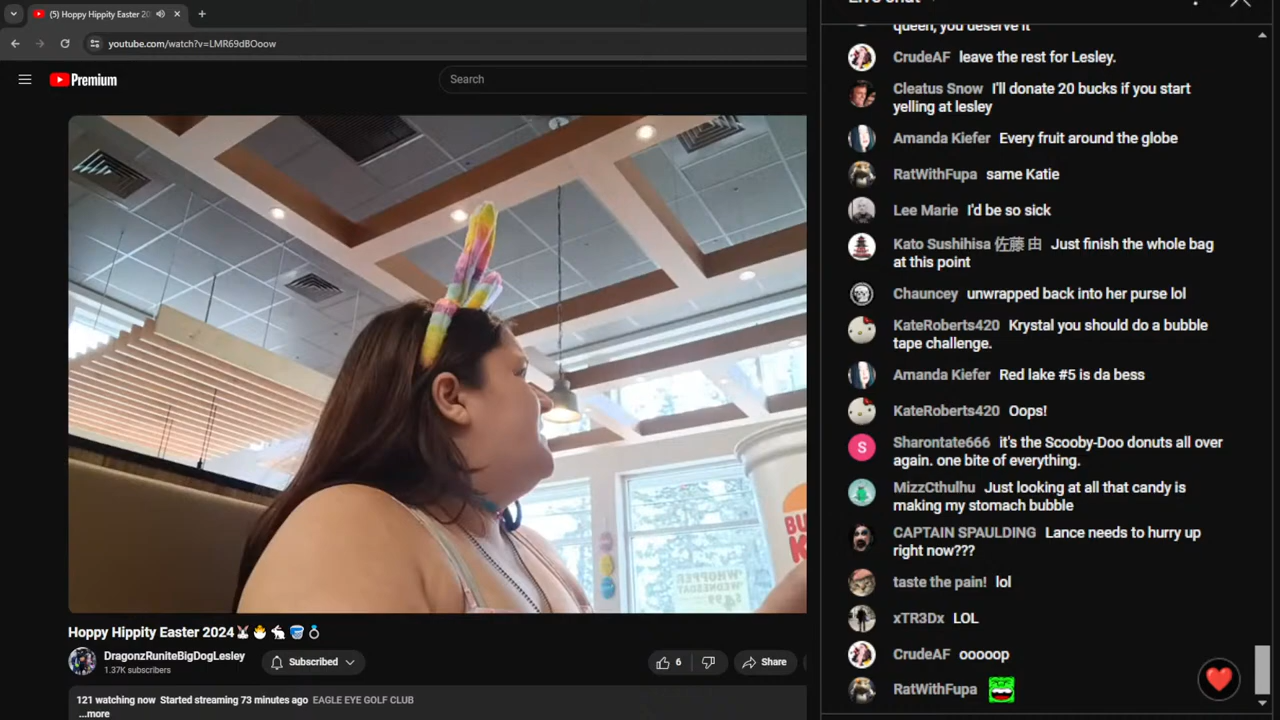 (5) Hoppy Hippity Easter 20
youtube.com/watch?v=LMR69dBOoow
Premium
Search
WHOPPER
WEDNESDAY
Hoppy Hippity Easter 2024
DragonzRuniteBigDogLesley
1.37K subscribers
Subscribed
6
Share
121 watching now Started streaming 73 minutes ago EAGLE EYE GOLF CLUB
...more
queen, you deserve it
CrudeAF leave the rest for Lesley.
Cleatus Snow I'll donate 20 bucks if you start
yelling at lesley
Amanda Kiefer Every fruit around the globe
RatWithFupa same Katie
Lee Marie I'd be so sick
Kato Sushihisa 佐藤 由 Just finish the whole bag
at this point
Chauncey unwrapped back into her purse lol
KateRoberts420 Krystal you should do a bubble
tape challenge.
Amanda Kiefer Red lake #5 is da bess
KateRoberts420 Oops!
S
Sharontate666 it's the Scooby-Doo donuts all over
again. one bite of everything.
MizzCthulhu Just looking at all that candy is
making my stomach bubble
CAPTAIN SPAULDING Lance needs to hurry up
right now???
taste the pain! lol
xTR3Dx LOL
CrudeAF ooooop
RatWithFupa